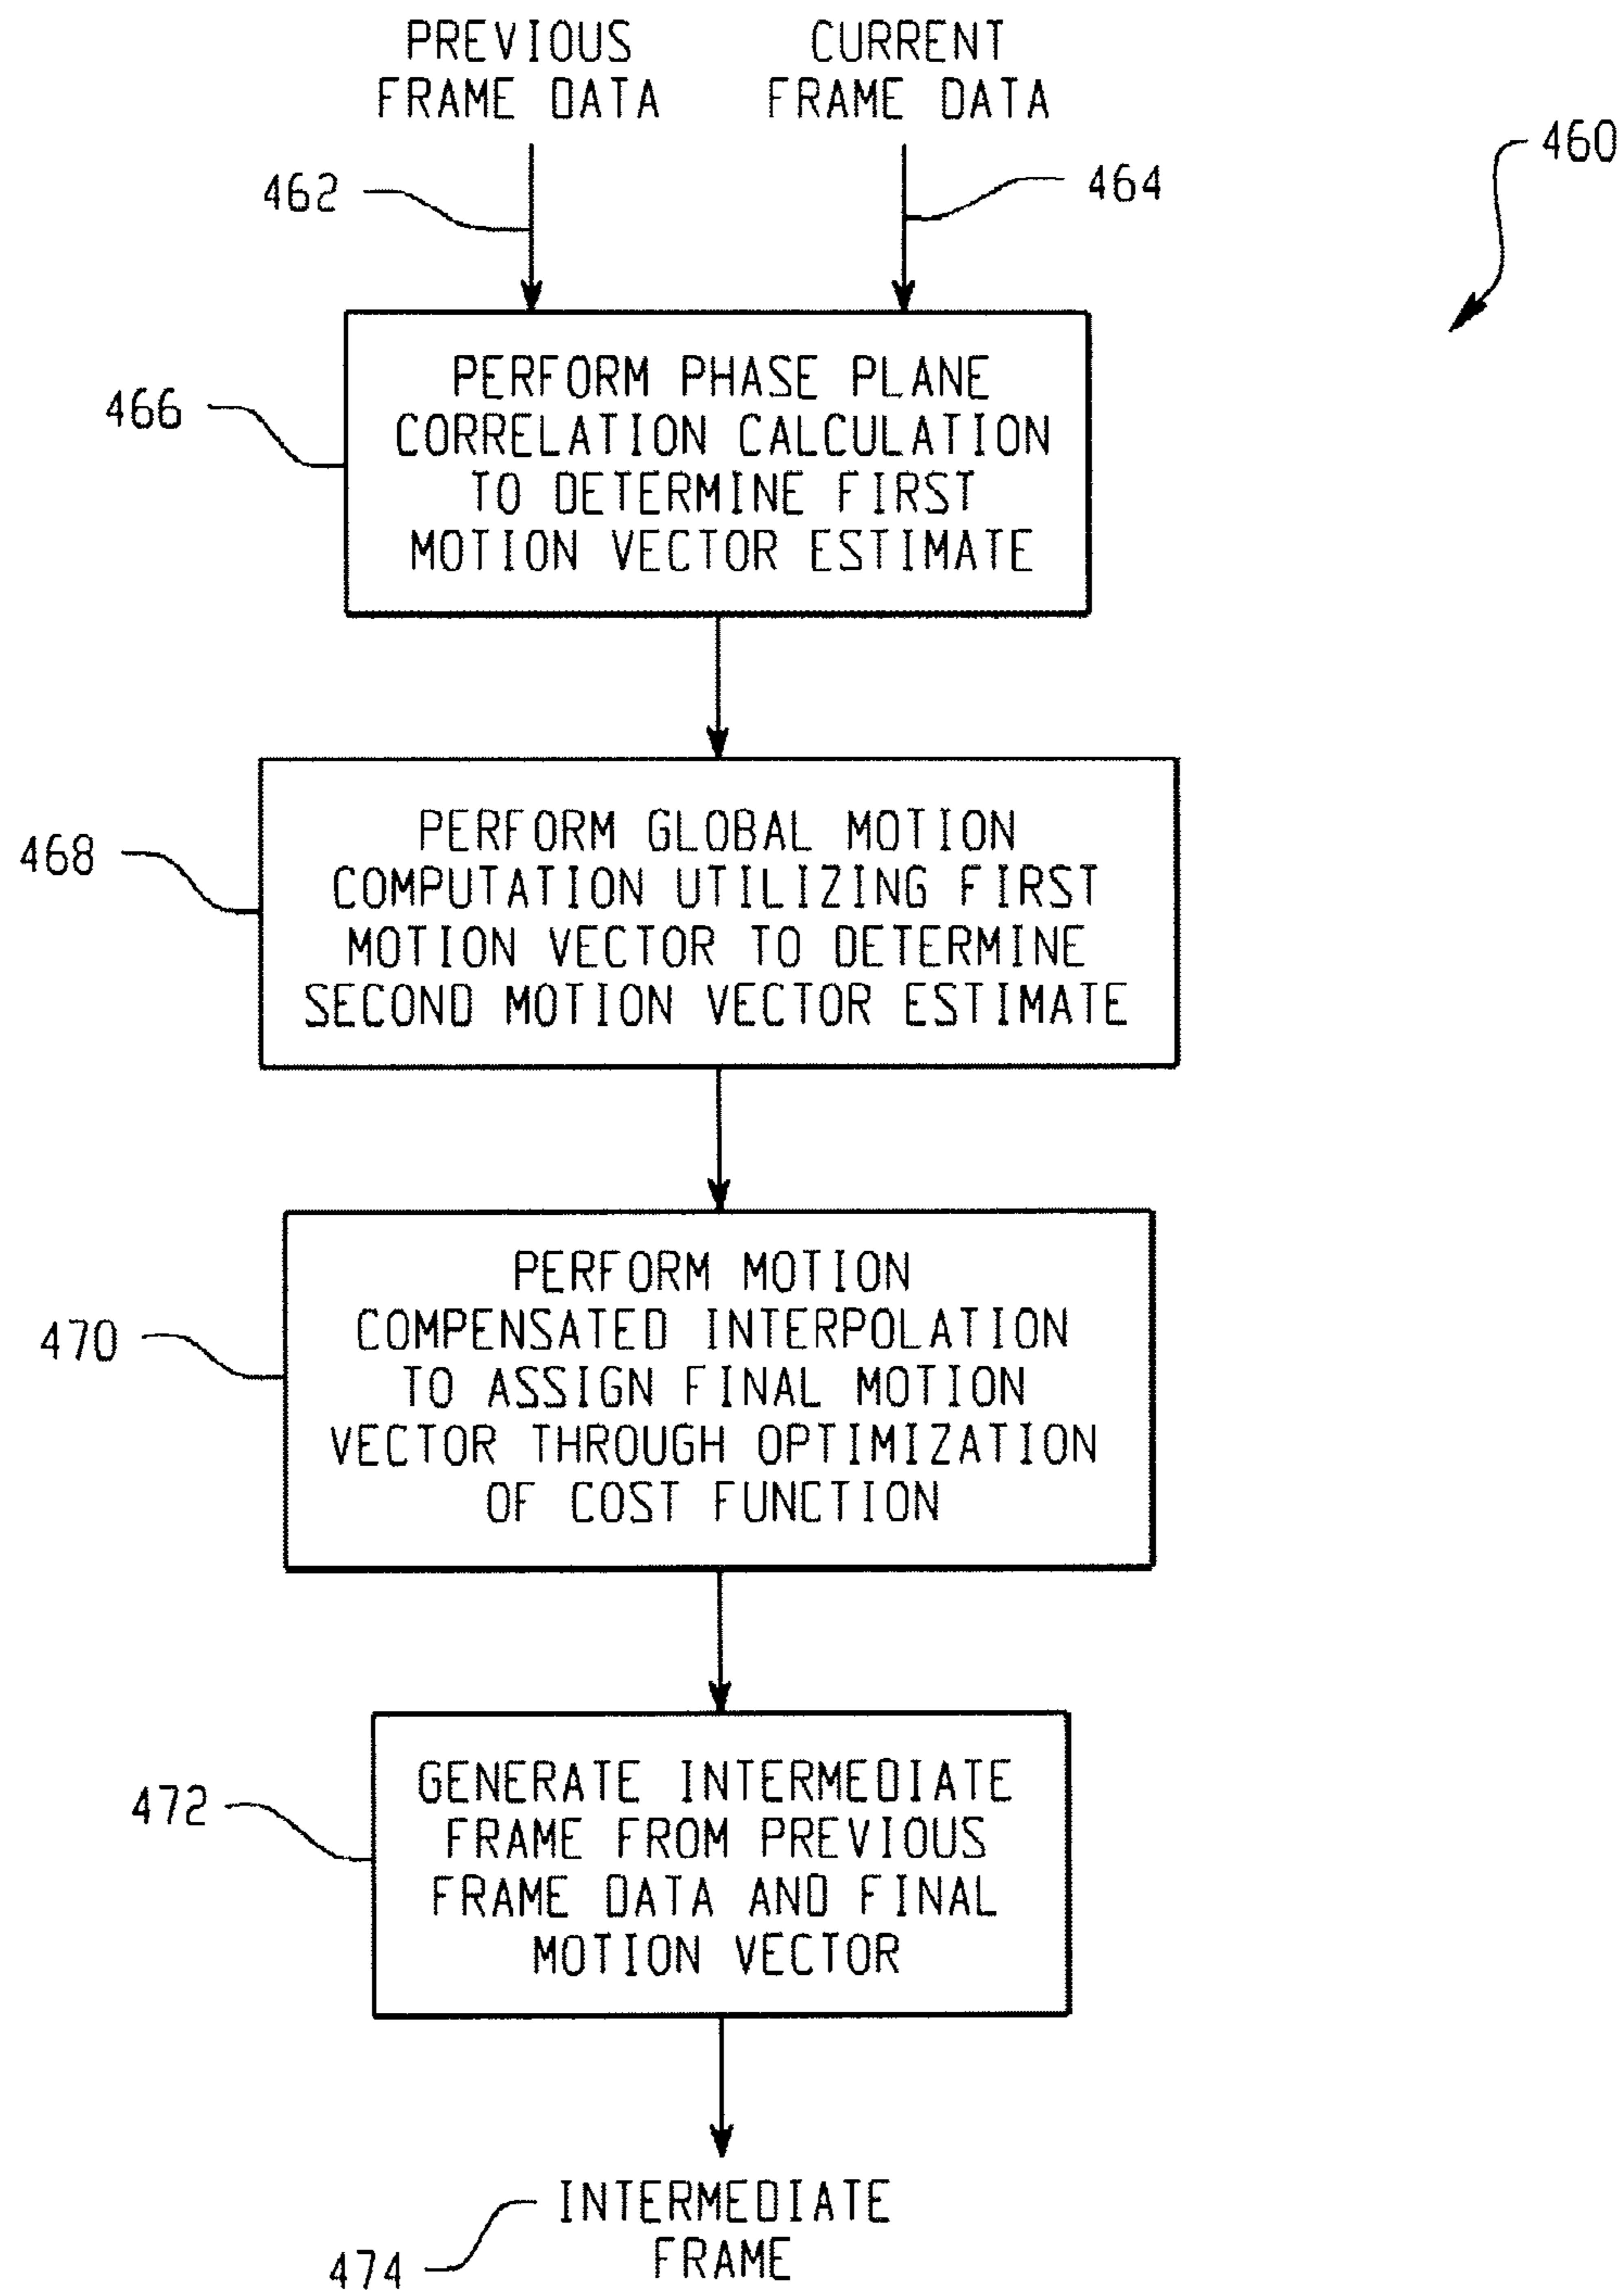 PREVIOUS
FRAME DATA
CURRENT
FRAME DATA
460
462
464
466
PERFORM PHASE PLANE
CORRELATION CALCULATION
TO DETERMINE FIRST
MOTION VECTOR ESTIMATE
468
PERFORM GLOBAL MOTION
COMPUTATION UTILIZING FIRST
MOTION VECTOR TO DETERMINE
SECOND MOTION VECTOR ESTIMATE
470
PERFORM MOTION
COMPENSATED INTERPOLATION
TO ASSIGN FINAL MOTION
VECTOR THROUGH OPTIMIZATION
OF COST FUNCTION
472
GENERATE INTERMEDIATE
FRAME FROM PREVIOUS
FRAME DATA AND FINAL
MOTION VECTOR
INTERMEDIATE
FRAME
474